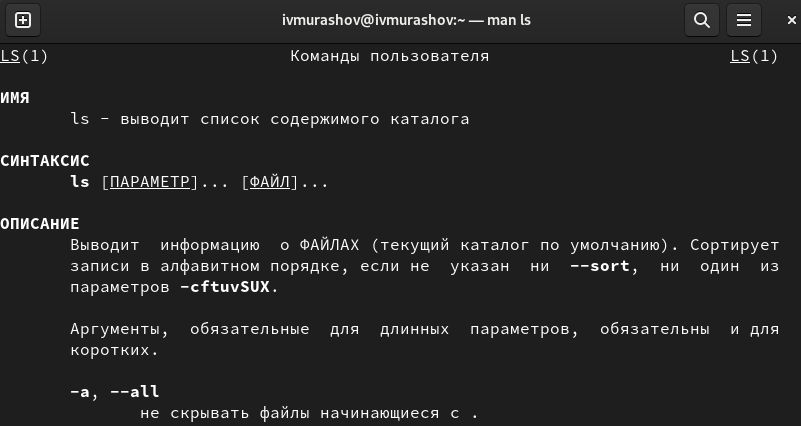 ivmurashov@ivmurashov:~ — man ls
LS(1) Команды пользователя LS(1)
ИМЯ
ls - выводит список содержимого каталога
СИНТАКСИС
ls [ПАРАМЕТР]... [ФАЙЛ]...
ОПИСАНИЕ
Выводит информацию о ФАЙЛАХ (текущий каталог по умолчанию). Сортирует
записи в алфавитном порядке, если не указан ни --sort, ни один из
параметров -cftuvSUX.
Аргументы, обязательные для длинных параметров, обязательны и для
коротких.
-a, --all
не скрывать файлы начинающиеся с .